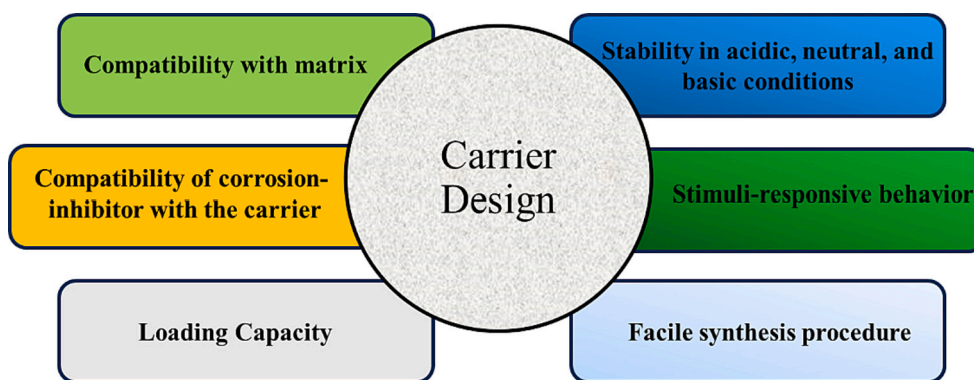 Compatibility with matrix
Stability in acidic, neutral, and
basic conditions
Carrier
Design
Compatibility of corrosion-
inhibitor with the carrier
Stimuli-responsive behavior
Loading Capacity
Facile synthesis procedure